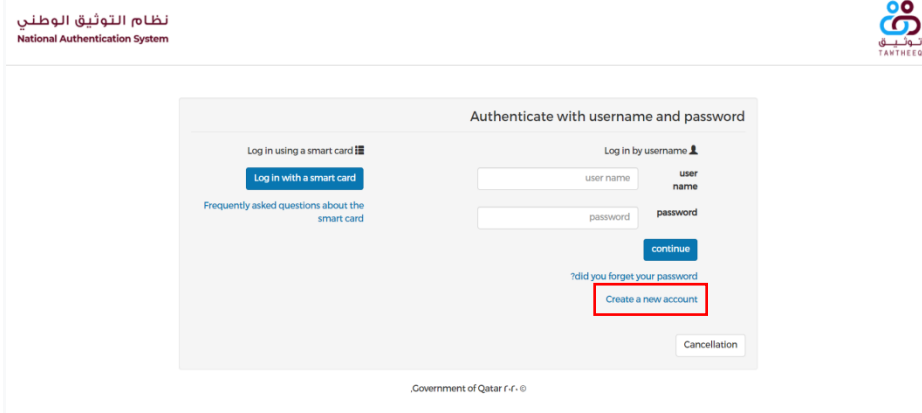 نظام التوثيق الوطني
National Authentication System
توثيق
TAWTHEEQ
Authenticate with username and password
Log in by username
user name
user
name
password
password
continue
?did you forget your password
Create a new account
Log in using a smart card
Log in with a smart card
Frequently asked questions about the
smart card
Cancellation
,Government of Qatar ٢٠٢٠ ©